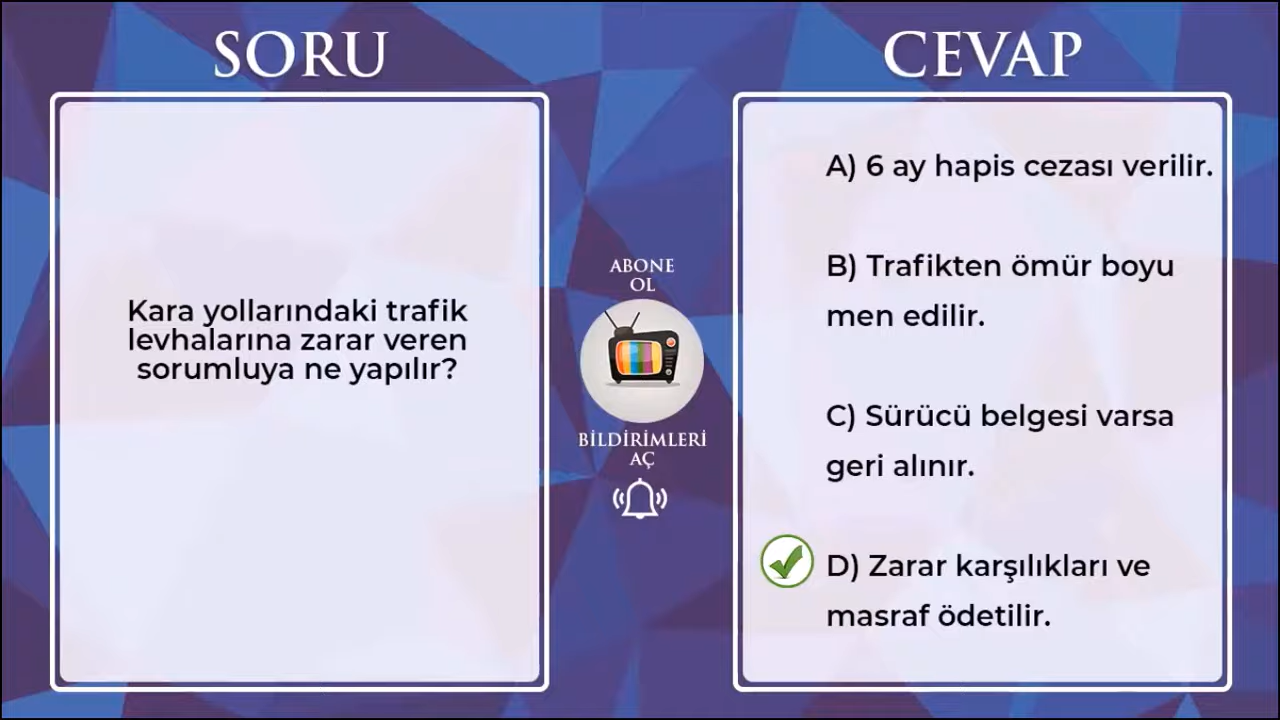 SORU
Kara yollarındaki trafik
levhalarına zarar veren
sorumluya ne yapılır?
ABONE
OL
BİLDİRİMLERİ
AÇ
CEVAP
A) 6 ay hapis cezası verilir.
B) Trafikten ömür boyu
men edilir.
C) Sürücü belgesi varsa
geri alınır.
D) Zarar karşılıkları ve
masraf ödetilir.